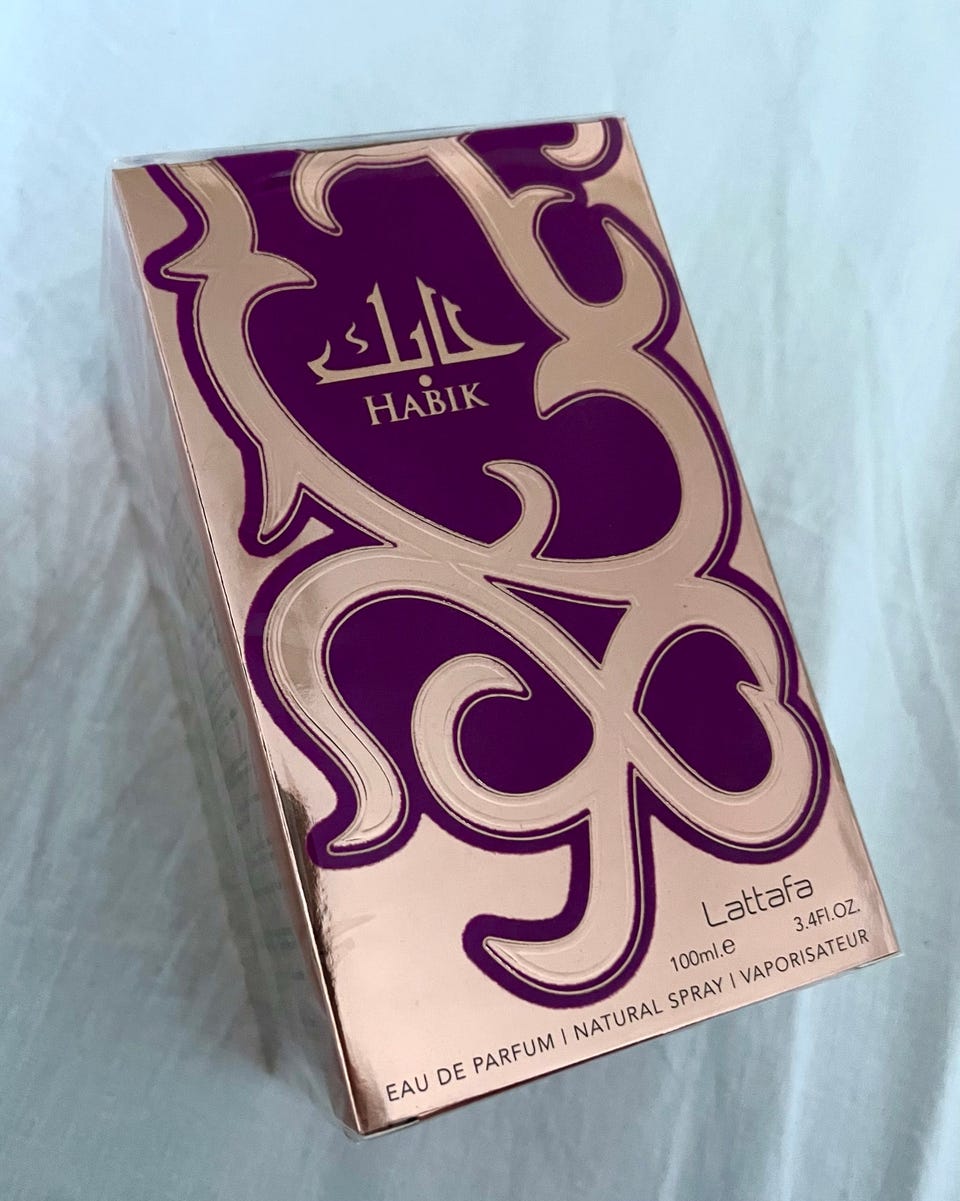 حابك
HABIK
Lattafa
100ml.e 3.4Fl.OZ.
EAU DE PARFUM | NATURAL SPRAY | VAPORISATEUR